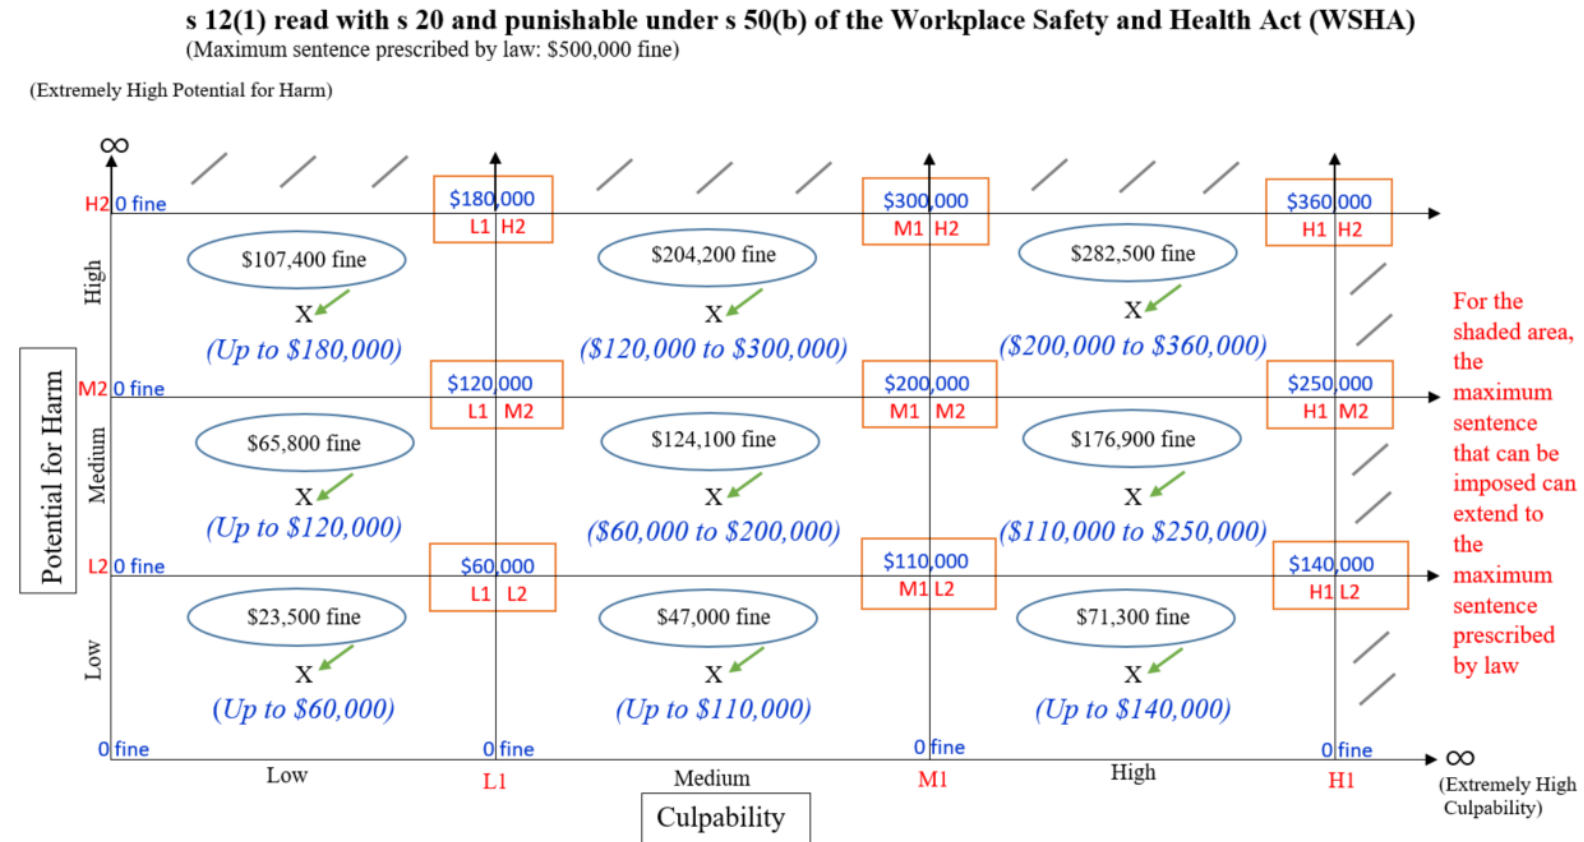 s 12(1) read with s 20 and punishable under s 50(b) of the Workplace Safety and Health Act (WSHA)
(Maximum sentence prescribed by law: $500,000 fine)
(Extremely High Potential for Harm)
∞
H2 0 fine
$180,000
L1 H2
$300,000
M1 H2
$360,000
H1 H2
High
$107,400 fine
X
(Up to $180,000)
$204,200 fine
X
($120,000 to $300,000)
$282,500 fine
X
($200,000 to $360,000)
M2 0 fine
$120,000
L1 M2
$200,000
M1 M2
$250,000
H1 M2
Potential for Harm
Medium
$65,800 fine
X
(Up to $120,000)
$124,100 fine
X
($60,000 to $200,000)
$176,900 fine
X
($110,000 to $250,000)
L2 0 fine
$60,000
L1 L2
$110,000
M1 L2
$140,000
H1 L2
Low
$23,500 fine
X
(Up to $60,000)
$47,000 fine
X
(Up to $110,000)
$71,300 fine
X
(Up to $140,000)
For the
shaded area,
the
maximum
sentence
that can be
imposed can
extend to
the
maximum
sentence
prescribed
by law
0 fine
0 fine
0 fine
0 fine
∞
Low
L1
Medium
M1
High
H1
(Extremely High
Culpability)
Culpability